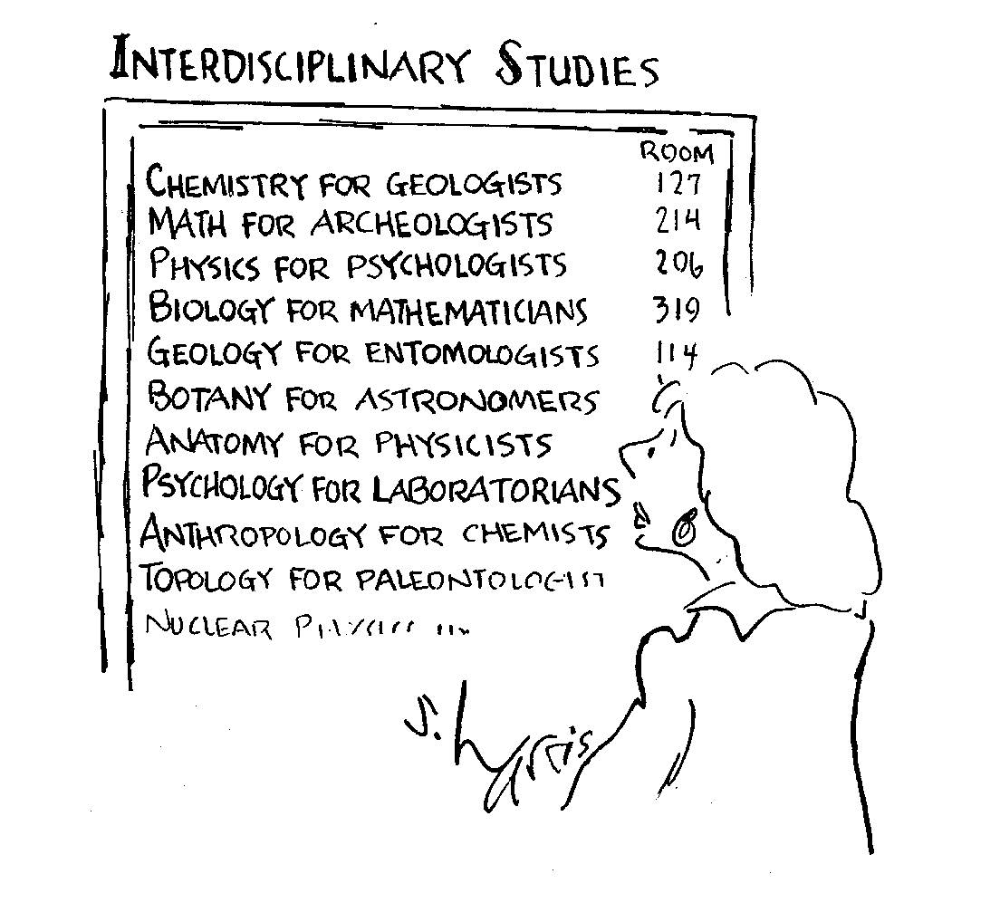 INTERDISCIPLINARY STUDIES
ROOM
CHEMISTRY FOR GEOLOGISTS 127
MATH FOR ARCHEOLOGISTS 214
PHYSICS FOR PSYCHOLOGISTS 206
BIOLOGY FOR MATHEMATICIANS 319
GEOLOGY FOR ENTOMOLOGISTS 114
BOTANY FOR ASTRONOMERS
ANATOMY FOR PHYSICISTS
PSYCHOLOGY FOR LABORATORIANS
ANTHROPOLOGY FOR CHEMISTS
TOPOLOGY FOR PALEONTOLOGIST
NUCLEAR
S. Harris